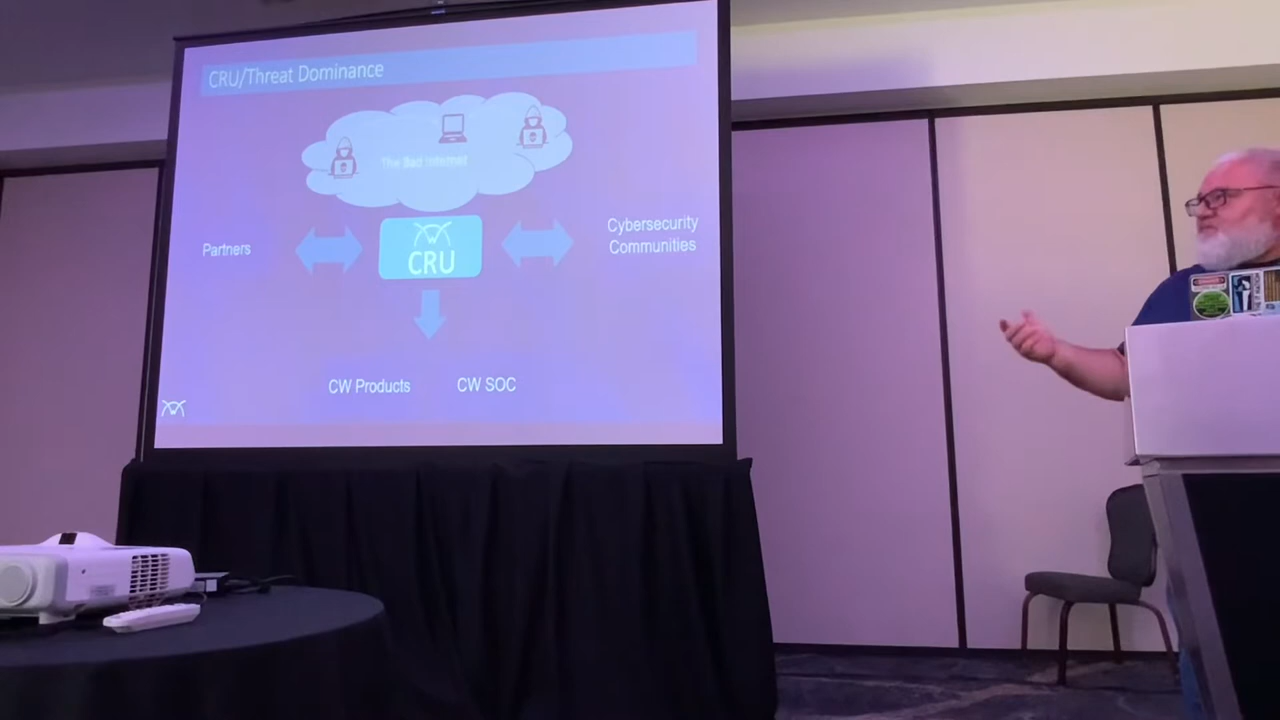 CRU/Threat Dominance
The Bad Internet
Partners
CRU
Cybersecurity
Communities
CW Products
CW SOC